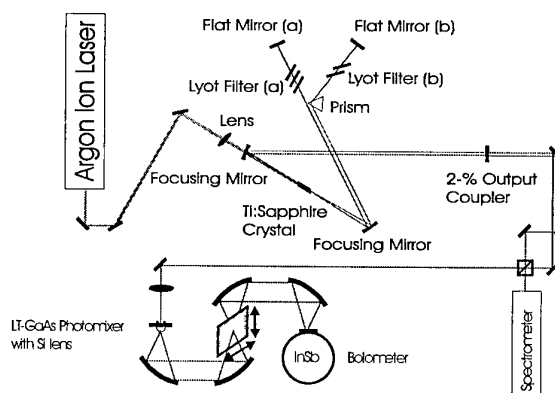 Flat Mirror (a)
Flat Mirror (b)
Lyot Filter (a)
Lyot Filter (b)
Prism
Argon Ion Laser
Lens
Focusing Mirror
2-% Output
Coupler
Ti:Sapphire
Crystal
Focusing Mirror
LT-GaAs Photomixer
with Si lens
InSb
Bolometer
Spectrometer